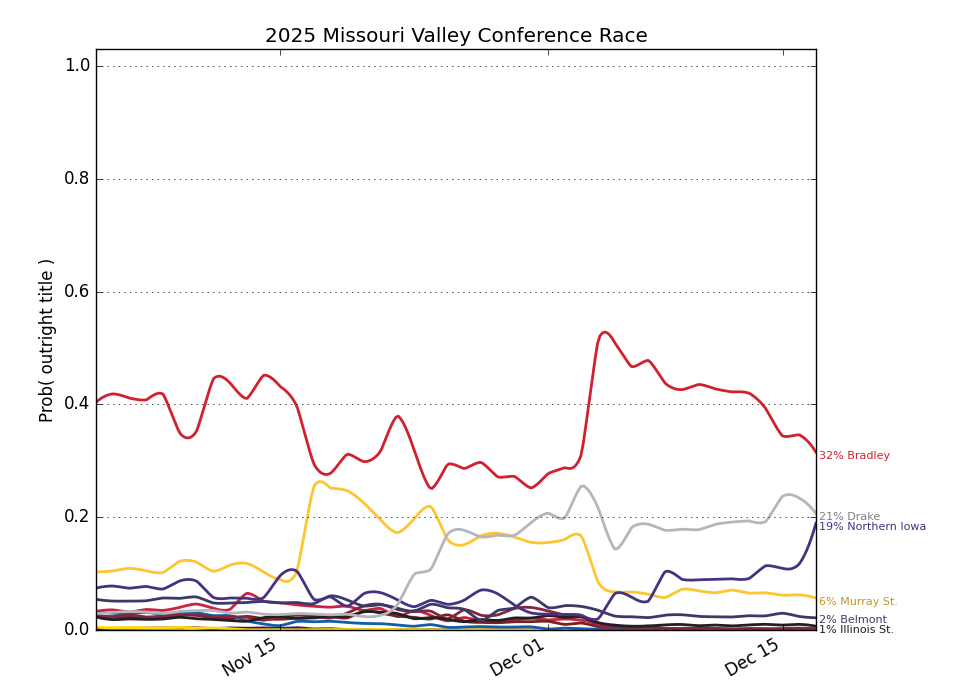 2025 Missouri Valley Conference Race
1.0
0.8
0.6
0.4
0.2
0.0
Prob( outright title )
32% Bradley
21% Drake
19% Northern Iowa
6% Murray St.
2% Belmont
1% Illinois St.
Nov 15
Dec 01
Dec 15